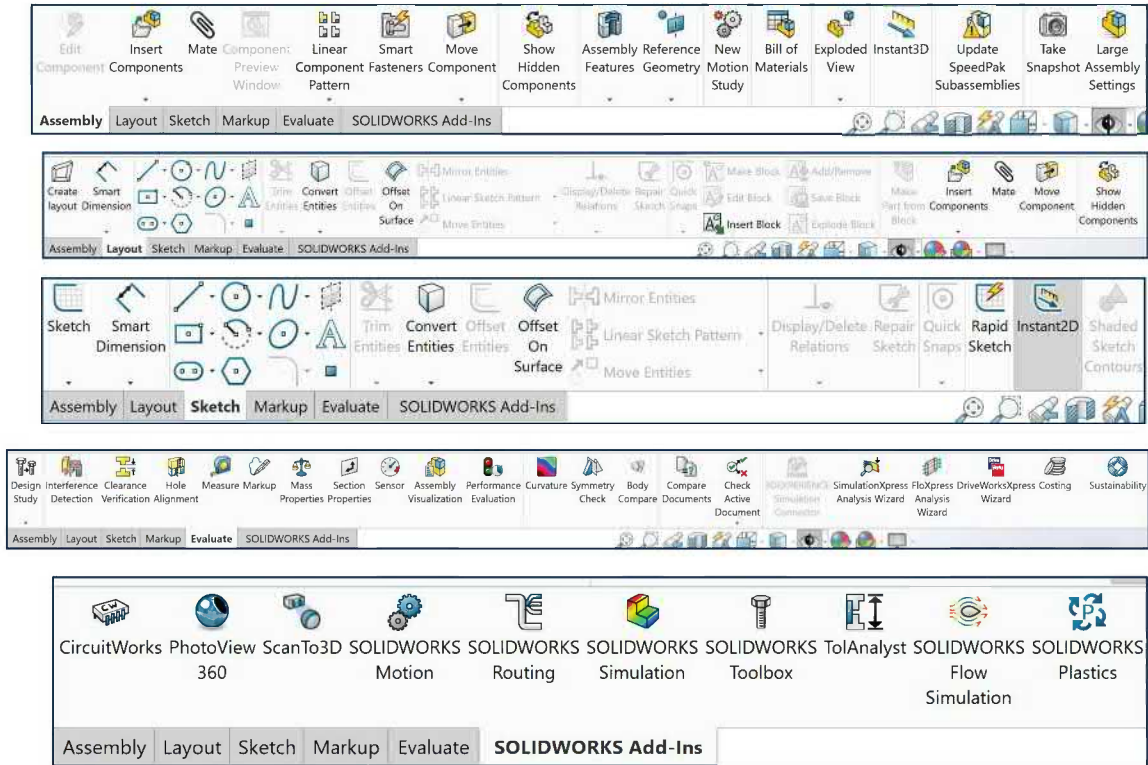 Edit Insert Mate Component Linear Smart Move Show Assembly Reference New Bill of Exploded Instant3D Update Take Large
Component Components Preview Component Fasteners Component Hidden Features Geometry Motion Materials View SpeedPak Snapshot Assembly
Window Pattern Components Study Subassemblies Settings
Assembly Layout Sketch Markup Evaluate SOLIDWORKS Add-Ins
Create Smart Trim Convert Offset Offset Mirror Entities Display/Delete Repair Quick Make Block Add/Remove Make Insert Mate Move Show
layout Dimension Entities Entities Entities On Linear Sketch Pattern Relations Sketch Snaps Edit Block Save Block Part from Components Component Hidden
Surface Move Entities Insert Block Explode Block Block Components
Assembly Layout Sketch Markup Evaluate SOLIDWORKS Add-Ins
Sketch Smart Trim Convert Offset Offset Mirror Entities Display/Delete Repair Quick Rapid Instant2D Shaded
Dimension Entities Entities Entities On Linear Sketch Pattern Relations Sketch Snaps Sketch Sketch
Surface Move Entities Contours
Assembly Layout Sketch Markup Evaluate SOLIDWORKS Add-Ins
Design Interference Clearance Hole Measure Markup Mass Section Sensor Assembly Performance Curvature Symmetry Body Compare Check SimulationXpress FloXpress DriveWorksXpress Costing Sustainability
Study Detection Verification Alignment Properties Properties Visualization Evaluation Check Compare Documents Active Simulation Analysis Wizard Analysis Wizard
Document Connector Wizard
Assembly Layout Sketch Markup Evaluate SOLIDWORKS Add-Ins
CircuitWorks PhotoView ScanTo3D SOLIDWORKS SOLIDWORKS SOLIDWORKS SOLIDWORKS TolAnalyst SOLIDWORKS SOLIDWORKS
360 Motion Routing Simulation Toolbox Flow Plastics
Simulation
Assembly Layout Sketch Markup Evaluate SOLIDWORKS Add-Ins